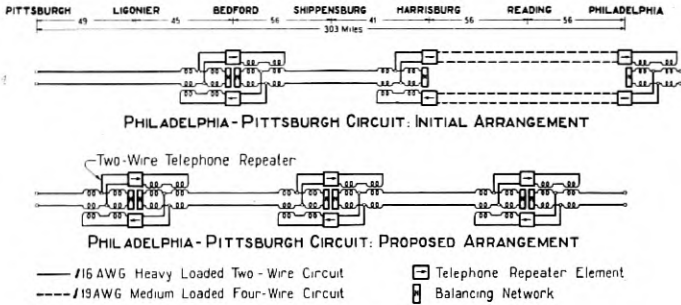 PITTSBURGH LIGONIER BEDFORD SHIPPENSBURG HARRISBURG READING PHILADELPHIA
49 45 56 41 56 56
303 Miles
PHILADELPHIA-PITTSBURGH CIRCUIT: INITIAL ARRANGEMENT
Two-Wire Telephone Repeater
PHILADELPHIA-PITTSBURGH CIRCUIT: PROPOSED ARRANGEMENT
#16 AWG Heavy Loaded Two-Wire Circuit Telephone Repeater Element
#19 AWG Medium Loaded Four-Wire Circuit Balancing Network